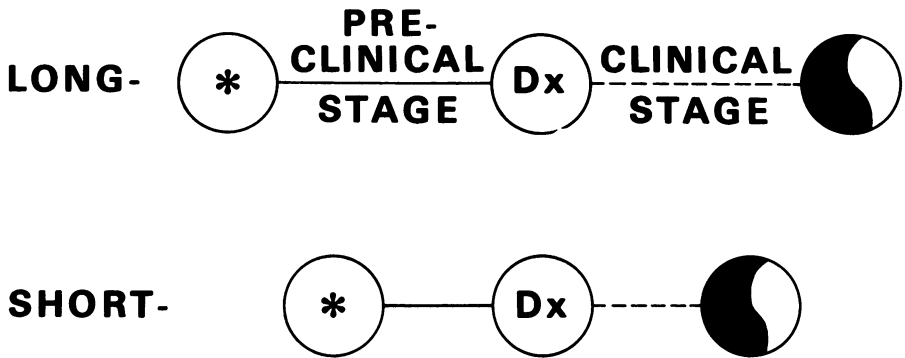 PRE-
LONG- * CLINICAL Dx CLINICAL
STAGE STAGE
SHORT- * Dx